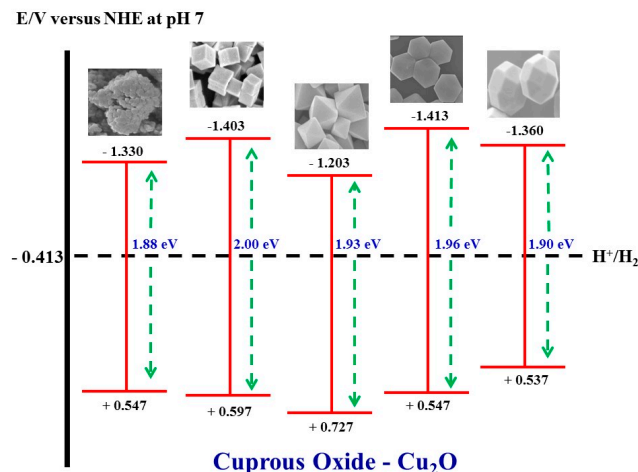 E/V versus NHE at pH 7
-1.403
-1.413
-1.360
- 1.330
-1.203
1.88 eV
2.00 eV
1.93 eV
1.96 eV
1.90 eV
- 0.413
H⁺/H₂
+ 0.547
+ 0.597
+ 0.727
+ 0.547
+ 0.537
Cuprous Oxide - Cu₂O